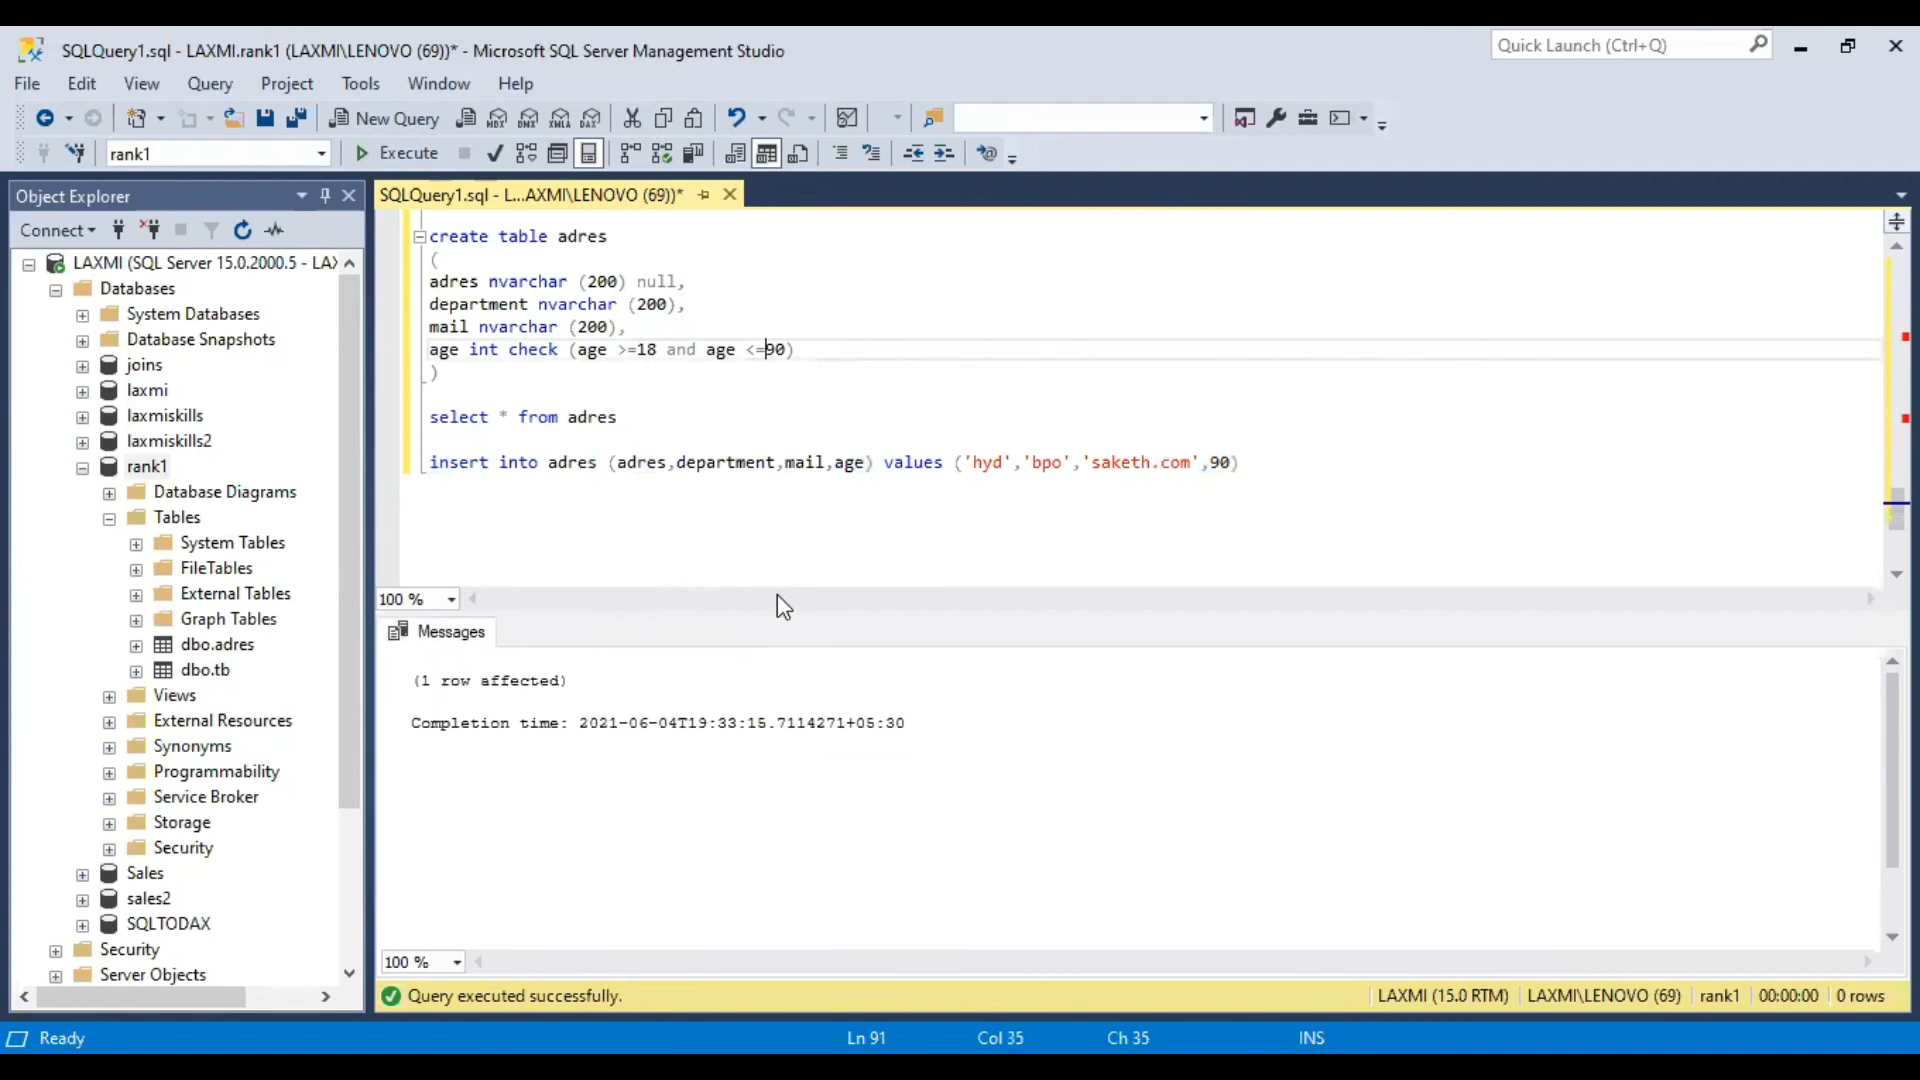 SQLQuery1.sql - LAXMI.rank1 (LAXMI\LENOVO (69))* - Microsoft SQL Server Management Studio
Quick Launch (Ctrl+Q)
File Edit View Query Project Tools Window Help
New Query MDX DMX XMLA DAX
rank1 Execute
Object Explorer
SQLQuery1.sql - L...AXMI\LENOVO (69))*
Connect
LAXMI (SQL Server 15.0.2000.5 - LAX
Databases
System Databases
Database Snapshots
joins
laxmi
laxmiskills
laxmiskills2
rank1
Database Diagrams
Tables
System Tables
FileTables
External Tables
Graph Tables
dbo.adres
dbo.tb
Views
External Resources
Synonyms
Programmability
Service Broker
Storage
Security
Sales
sales2
SQLTODAX
Security
Server Objects
create table adres
(
adres nvarchar (200) null,
department nvarchar (200),
mail nvarchar (200),
age int check (age >=18 and age <=90)
)
select * from adres
insert into adres (adres,department,mail,age) values ('hyd','bpo','saketh.com',90)
100 %
Messages
(1 row affected)
Completion time: 2021-06-04T19:33:15.7114271+05:30
100 %
Query executed successfully.
LAXMI (15.0 RTM) LAXMI\LENOVO (69) rank1 00:00:00 0 rows
Ready Ln 91 Col 35 Ch 35 INS